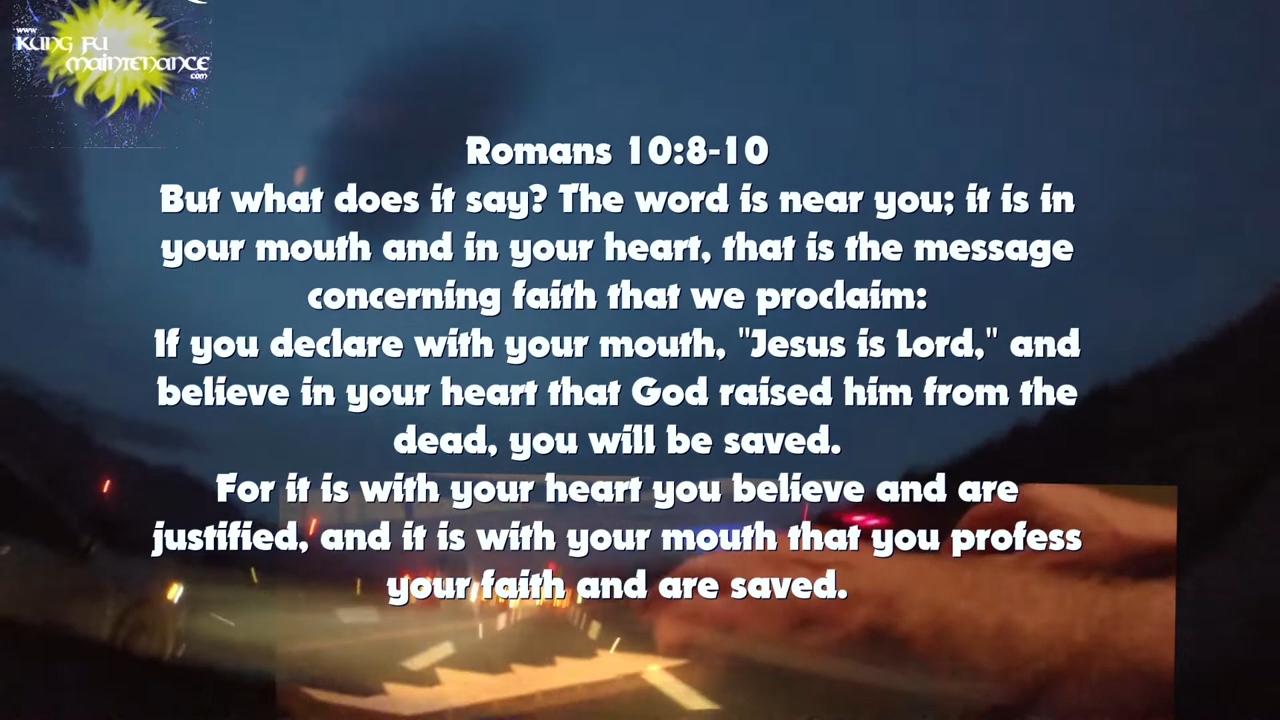 www
KUNG FU
MAINTENANCE
.com
Romans 10:8-10
But what does it say? The word is near you; it is in
your mouth and in your heart, that is the message
concerning faith that we proclaim:
If you declare with your mouth, "Jesus is Lord," and
believe in your heart that God raised him from the
dead, you will be saved.
For it is with your heart you believe and are
justified, and it is with your mouth that you profess
your faith and are saved.